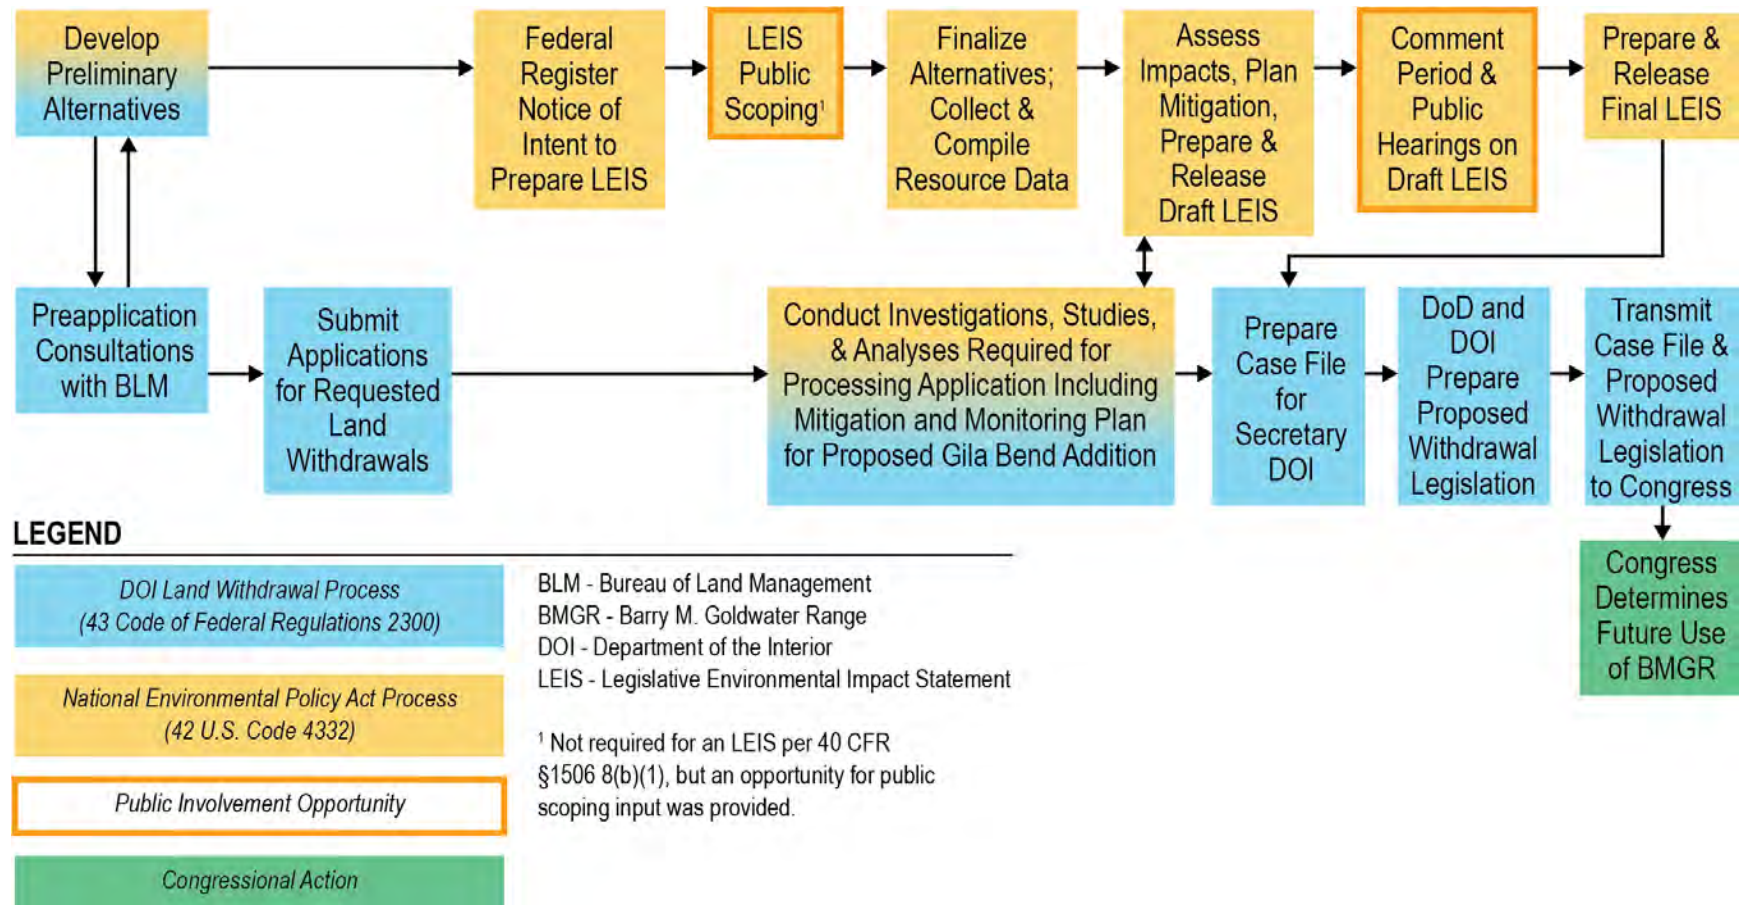 Develop
Preliminary
Alternatives
Federal
Register
Notice of
Intent to
Prepare LEIS
LEIS
Public
Scoping¹
Finalize
Alternatives;
Collect &
Compile
Resource Data
Assess
Impacts, Plan
Mitigation,
Prepare &
Release
Draft LEIS
Comment
Period &
Public
Hearings on
Draft LEIS
Prepare &
Release
Final LEIS
Preapplication
Consultations
with BLM
Submit
Applications
for Requested
Land
Withdrawals
Conduct Investigations, Studies,
& Analyses Required for
Processing Application Including
Mitigation and Monitoring Plan
for Proposed Gila Bend Addition
Prepare
Case File
for
Secretary
DOI
DoD and
DOI
Prepare
Proposed
Withdrawal
Legislation
Transmit
Case File &
Proposed
Withdrawal
Legislation
to Congress
Congress
Determines
Future Use
of BMGR
LEGEND
DOI Land Withdrawal Process
(43 Code of Federal Regulations 2300)
National Environmental Policy Act Process
(42 U.S. Code 4332)
Public Involvement Opportunity
Congressional Action
BLM - Bureau of Land Management
BMGR - Barry M. Goldwater Range
DOI - Department of the Interior
LEIS - Legislative Environmental Impact Statement
¹ Not required for an LEIS per 40 CFR
§1506 8(b)(1), but an opportunity for public
scoping input was provided.